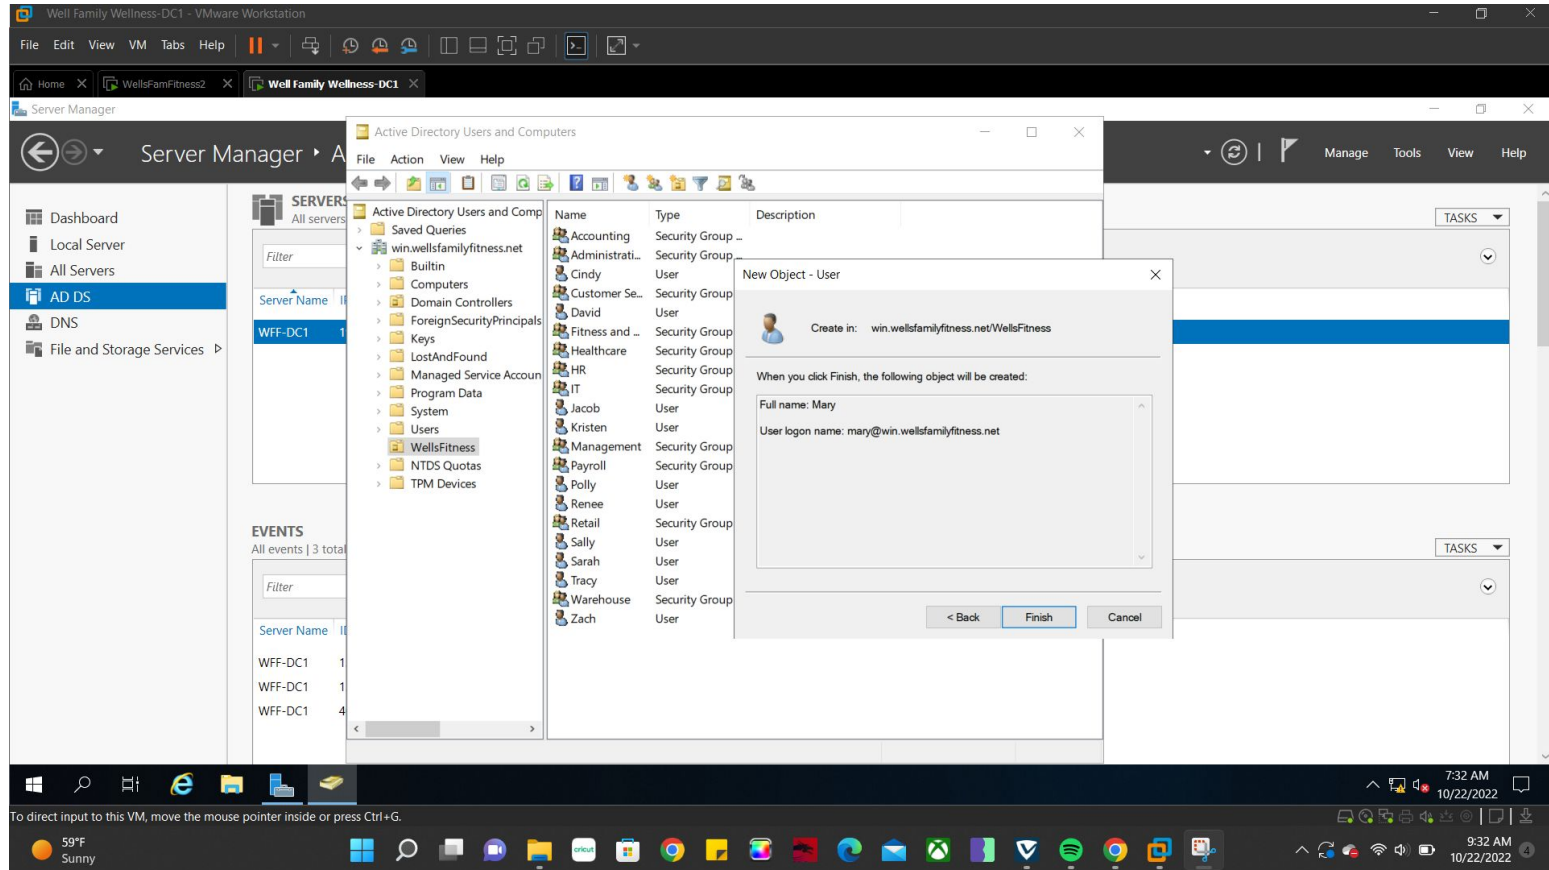 Well Family Wellness-DC1 - VMware Workstation
File Edit View VM Tabs Help
Home WellsFamFitness2 Well Family Wellness-DC1
Server Manager
Server Manager
Manage Tools View Help
Dashboard
Local Server
All Servers
AD DS
DNS
File and Storage Services
SERVERS
All servers
TASKS
Filter
Server Name
WFF-DC1 1
EVENTS
All events | 3 total
TASKS
Filter
Server Name
WFF-DC1 1
WFF-DC1 1
WFF-DC1 4
Active Directory Users and Computers
File Action View Help
Active Directory Users and Comp
Saved Queries
win.wellsfamilyfitness.net
Builtin
Computers
Domain Controllers
ForeignSecurityPrincipals
Keys
LostAndFound
Managed Service Accoun
Program Data
System
Users
WellsFitness
NTDS Quotas
TPM Devices
Name Type Description
Accounting Security Group ...
Administrati... Security Group ...
Cindy User
Customer Se... Security Group
David User
Fitness and ... Security Group
Healthcare Security Group
HR Security Group
IT Security Group
Jacob User
Kristen User
Management Security Group
Payroll Security Group
Polly User
Renee User
Retail Security Group
Sally User
Sarah User
Tracy User
Warehouse Security Group
Zach User
New Object - User
Create in: win.wellsfamilyfitness.net/WellsFitness
When you click Finish, the following object will be created:
Full name: Mary
User logon name: mary@win.wellsfamilyfitness.net
< Back Finish Cancel
7:32 AM
10/22/2022
To direct input to this VM, move the mouse pointer inside or press Ctrl+G.
59°F
Sunny
cricut
9:32 AM
10/22/2022
4